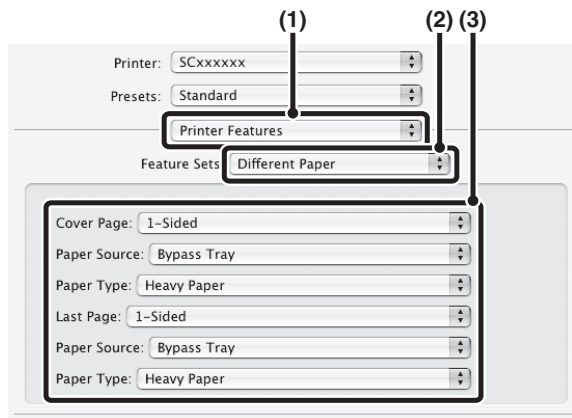 (1) (2) (3)
Printer: SCxxxxxx
Presets: Standard
Printer Features
Feature Sets: Different Paper
Cover Page: 1-Sided
Paper Source: Bypass Tray
Paper Type: Heavy Paper
Last Page: 1-Sided
Paper Source: Bypass Tray
Paper Type: Heavy Paper